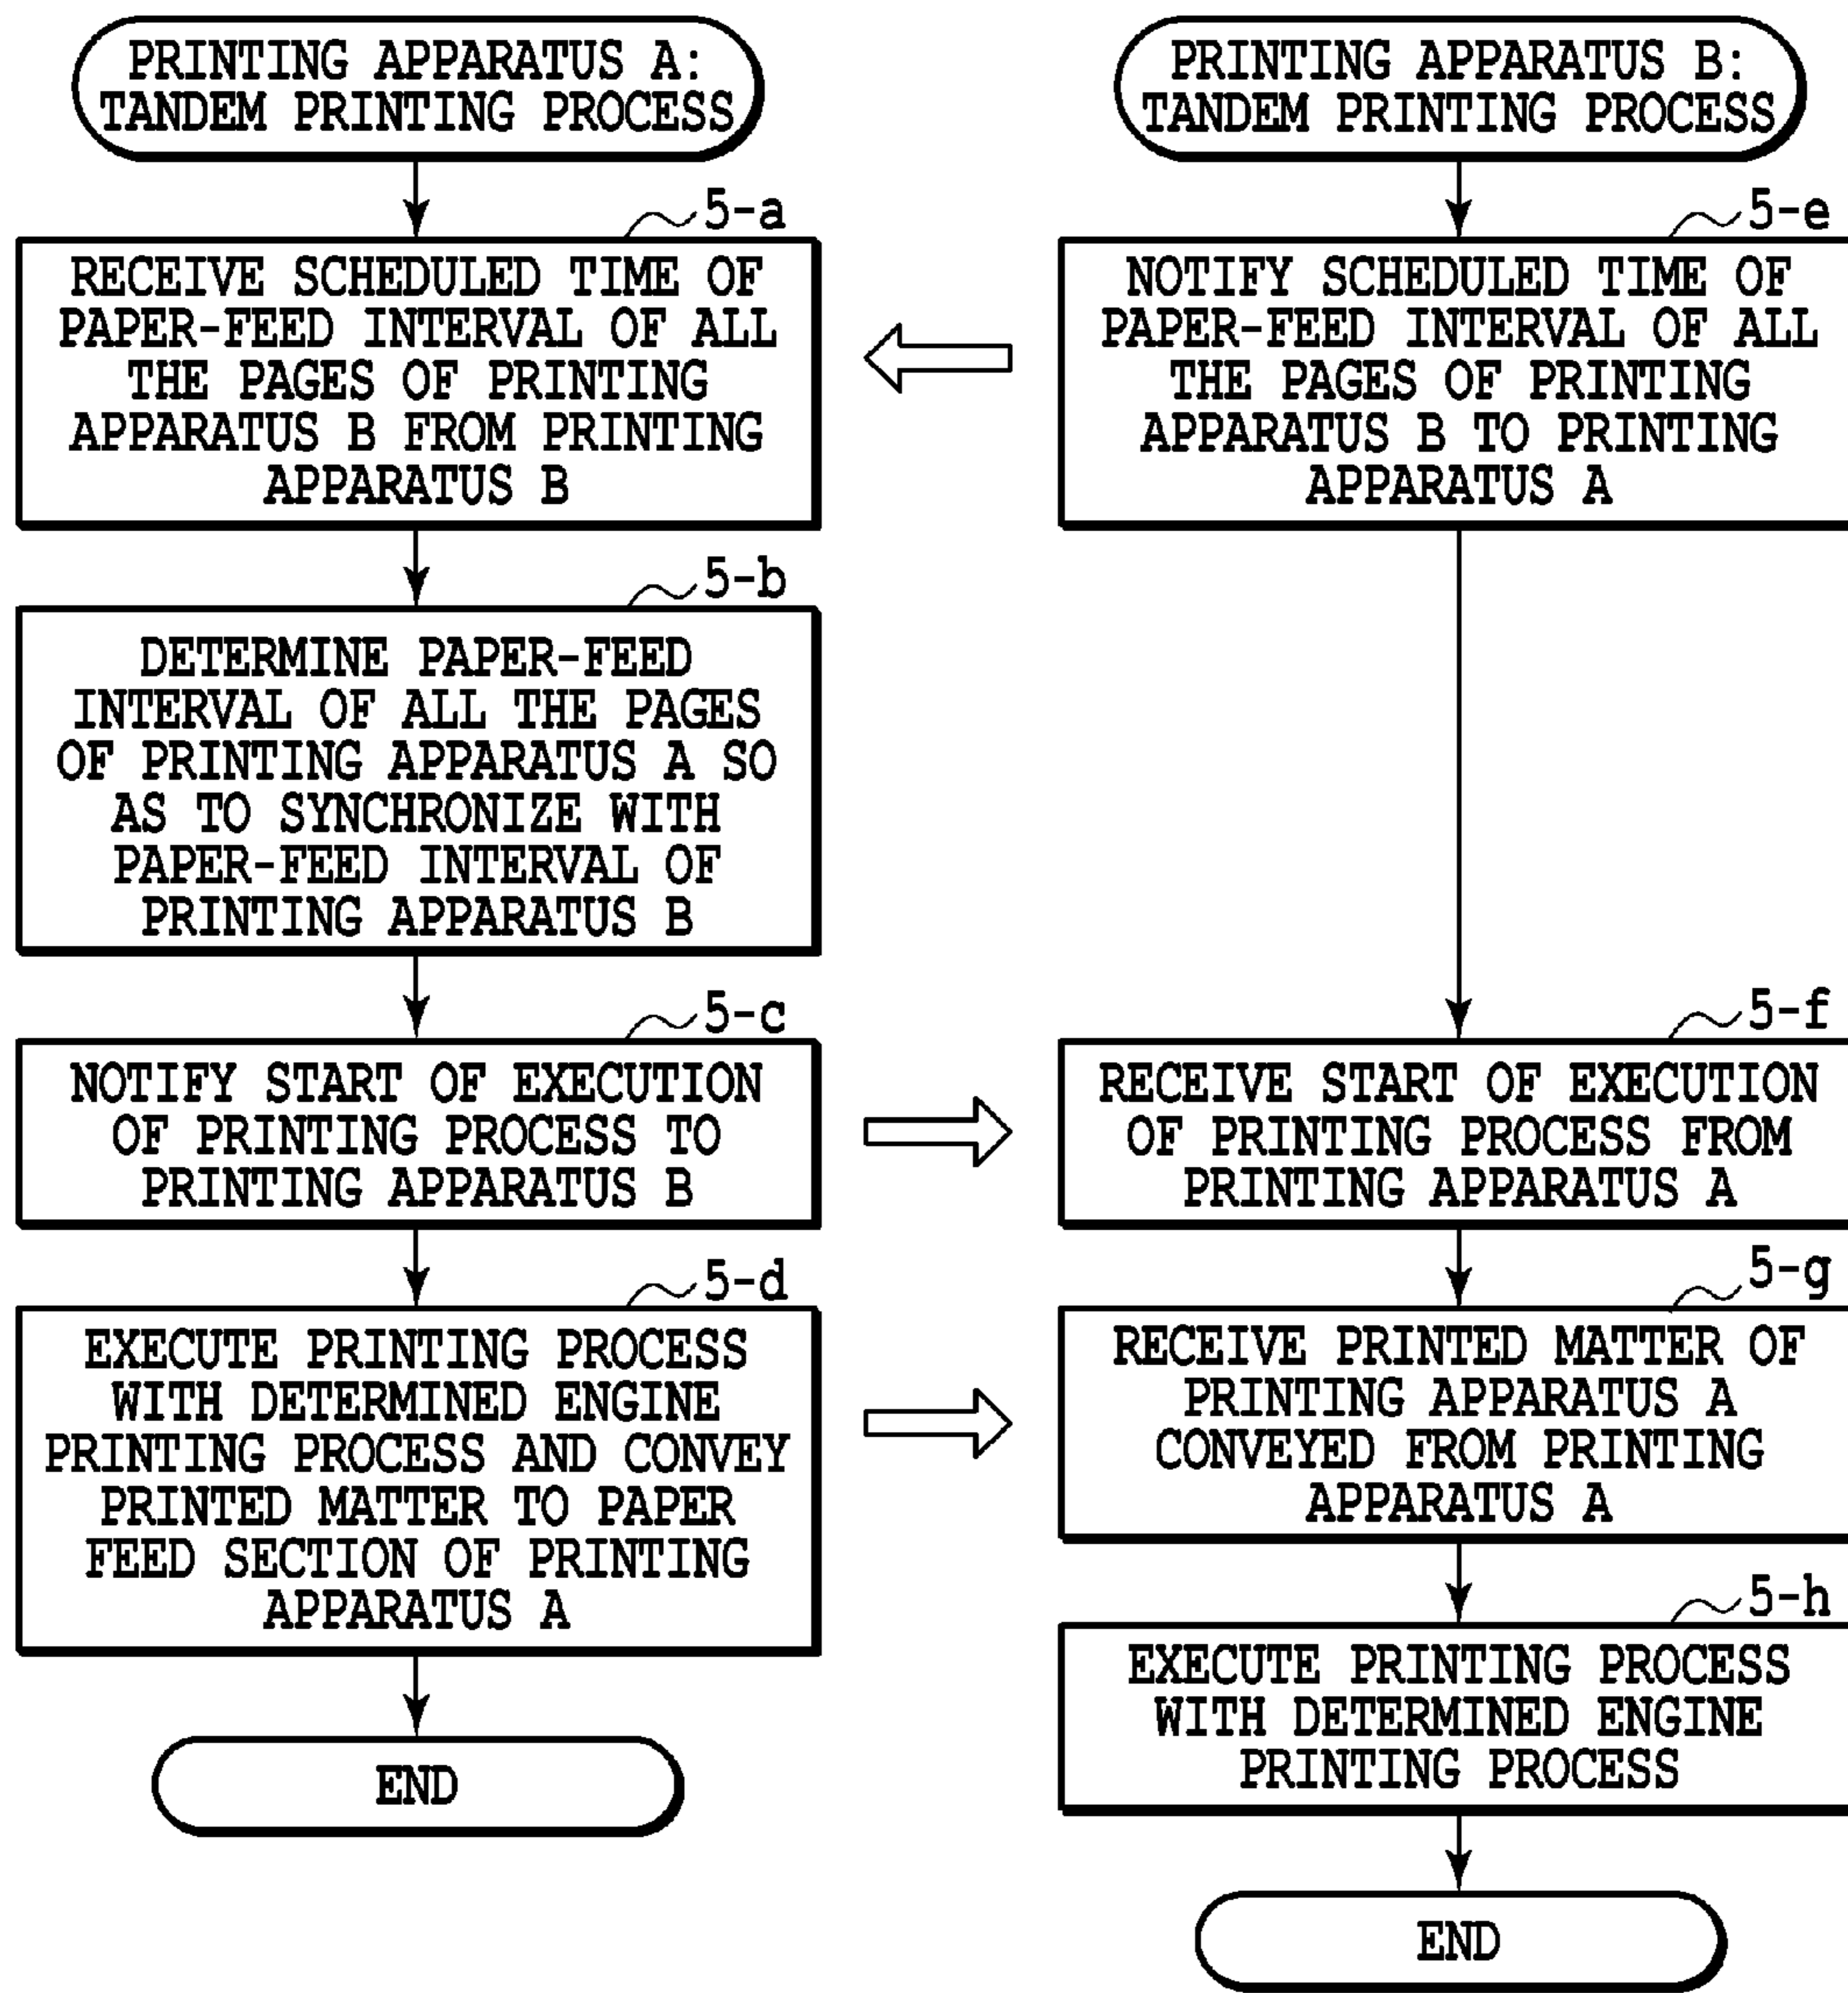 PRINTING APPARATUS A:
TANDEM PRINTING PROCESS
5-a
RECEIVE SCHEDULED TIME OF
PAPER-FEED INTERVAL OF ALL
THE PAGES OF PRINTING
APPARATUS B FROM PRINTING
APPARATUS B
5-b
DETERMINE PAPER-FEED
INTERVAL OF ALL THE PAGES
OF PRINTING APPARATUS A SO
AS TO SYNCHRONIZE WITH
PAPER-FEED INTERVAL OF
PRINTING APPARATUS B
5-c
NOTIFY START OF EXECUTION
OF PRINTING PROCESS TO
PRINTING APPARATUS B
5-d
EXECUTE PRINTING PROCESS
WITH DETERMINED ENGINE
PRINTING PROCESS AND CONVEY
PRINTED MATTER TO PAPER
FEED SECTION OF PRINTING
APPARATUS A
END
PRINTING APPARATUS B:
TANDEM PRINTING PROCESS
5-e
NOTIFY SCHEDULED TIME OF
PAPER-FEED INTERVAL OF ALL
THE PAGES OF PRINTING
APPARATUS B TO PRINTING
APPARATUS A
5-f
RECEIVE START OF EXECUTION
OF PRINTING PROCESS FROM
PRINTING APPARATUS A
5-g
RECEIVE PRINTED MATTER OF
PRINTING APPARATUS A
CONVEYED FROM PRINTING
APPARATUS A
5-h
EXECUTE PRINTING PROCESS
WITH DETERMINED ENGINE
PRINTING PROCESS
END